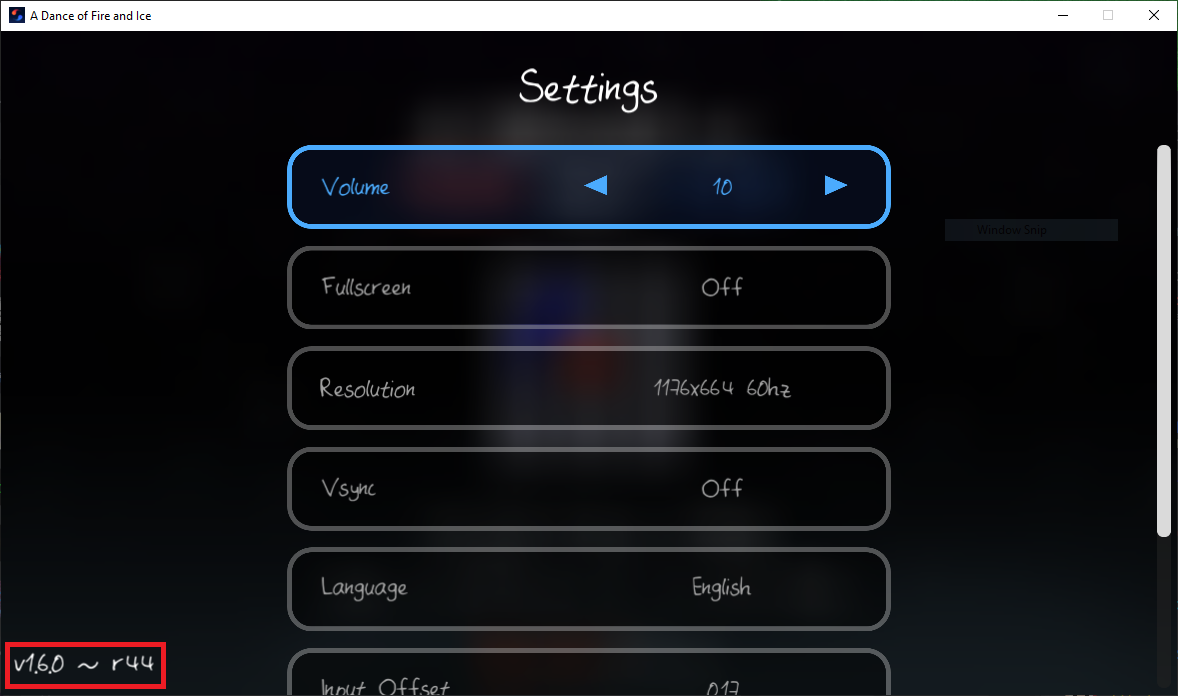 A Dance of Fire and Ice
Settings
Volume 10
Window Snip
Fullscreen Off
Resolution 1176x664 60hz
Vsync Off
Language English
v1.6.0 ~ r44
Input Offset 017